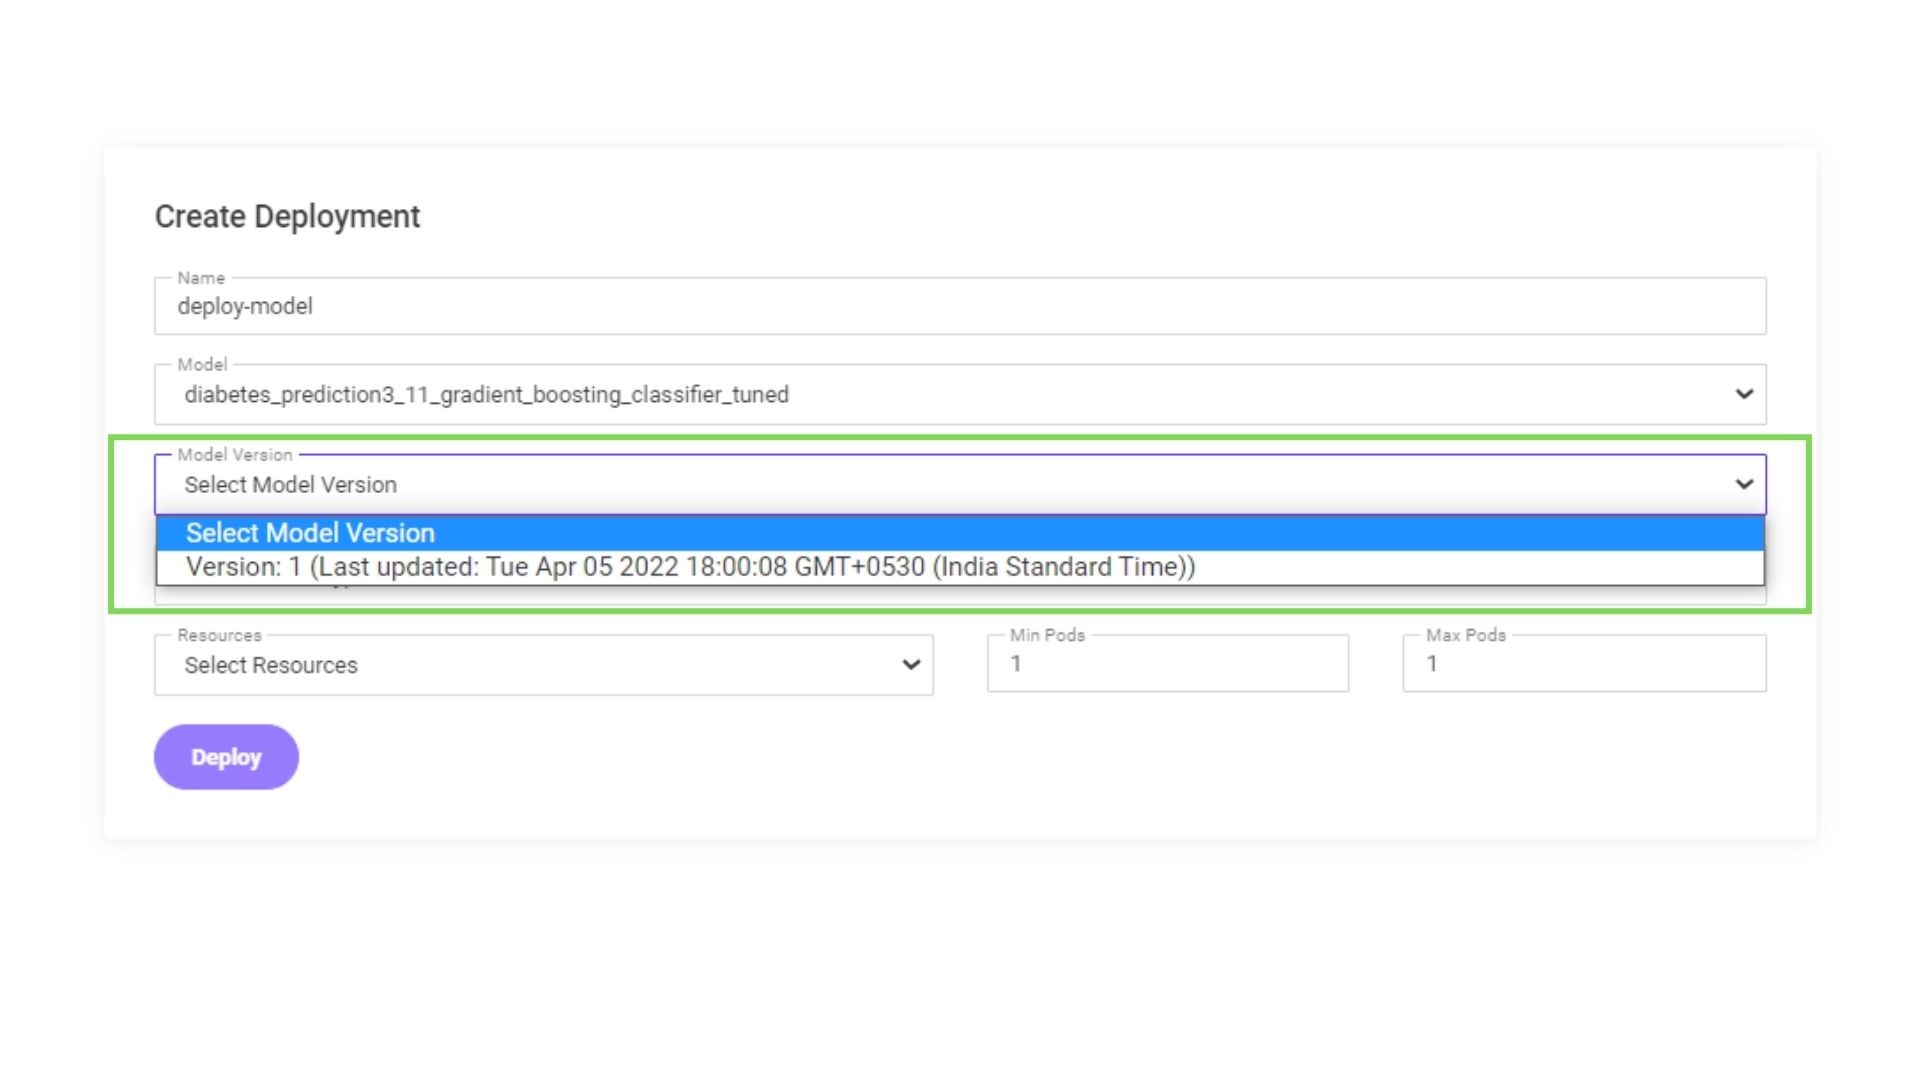 Create Deployment
Name
deploy-model
Model
diabetes_prediction3_11_gradient_boosting_classifier_tuned
Model Version
Select Model Version
Select Model Version
Version: 1 (Last updated: Tue Apr 05 2022 18:00:08 GMT+0530 (India Standard Time))
Resources
Select Resources
Min Pods
1
Max Pods
1
Deploy